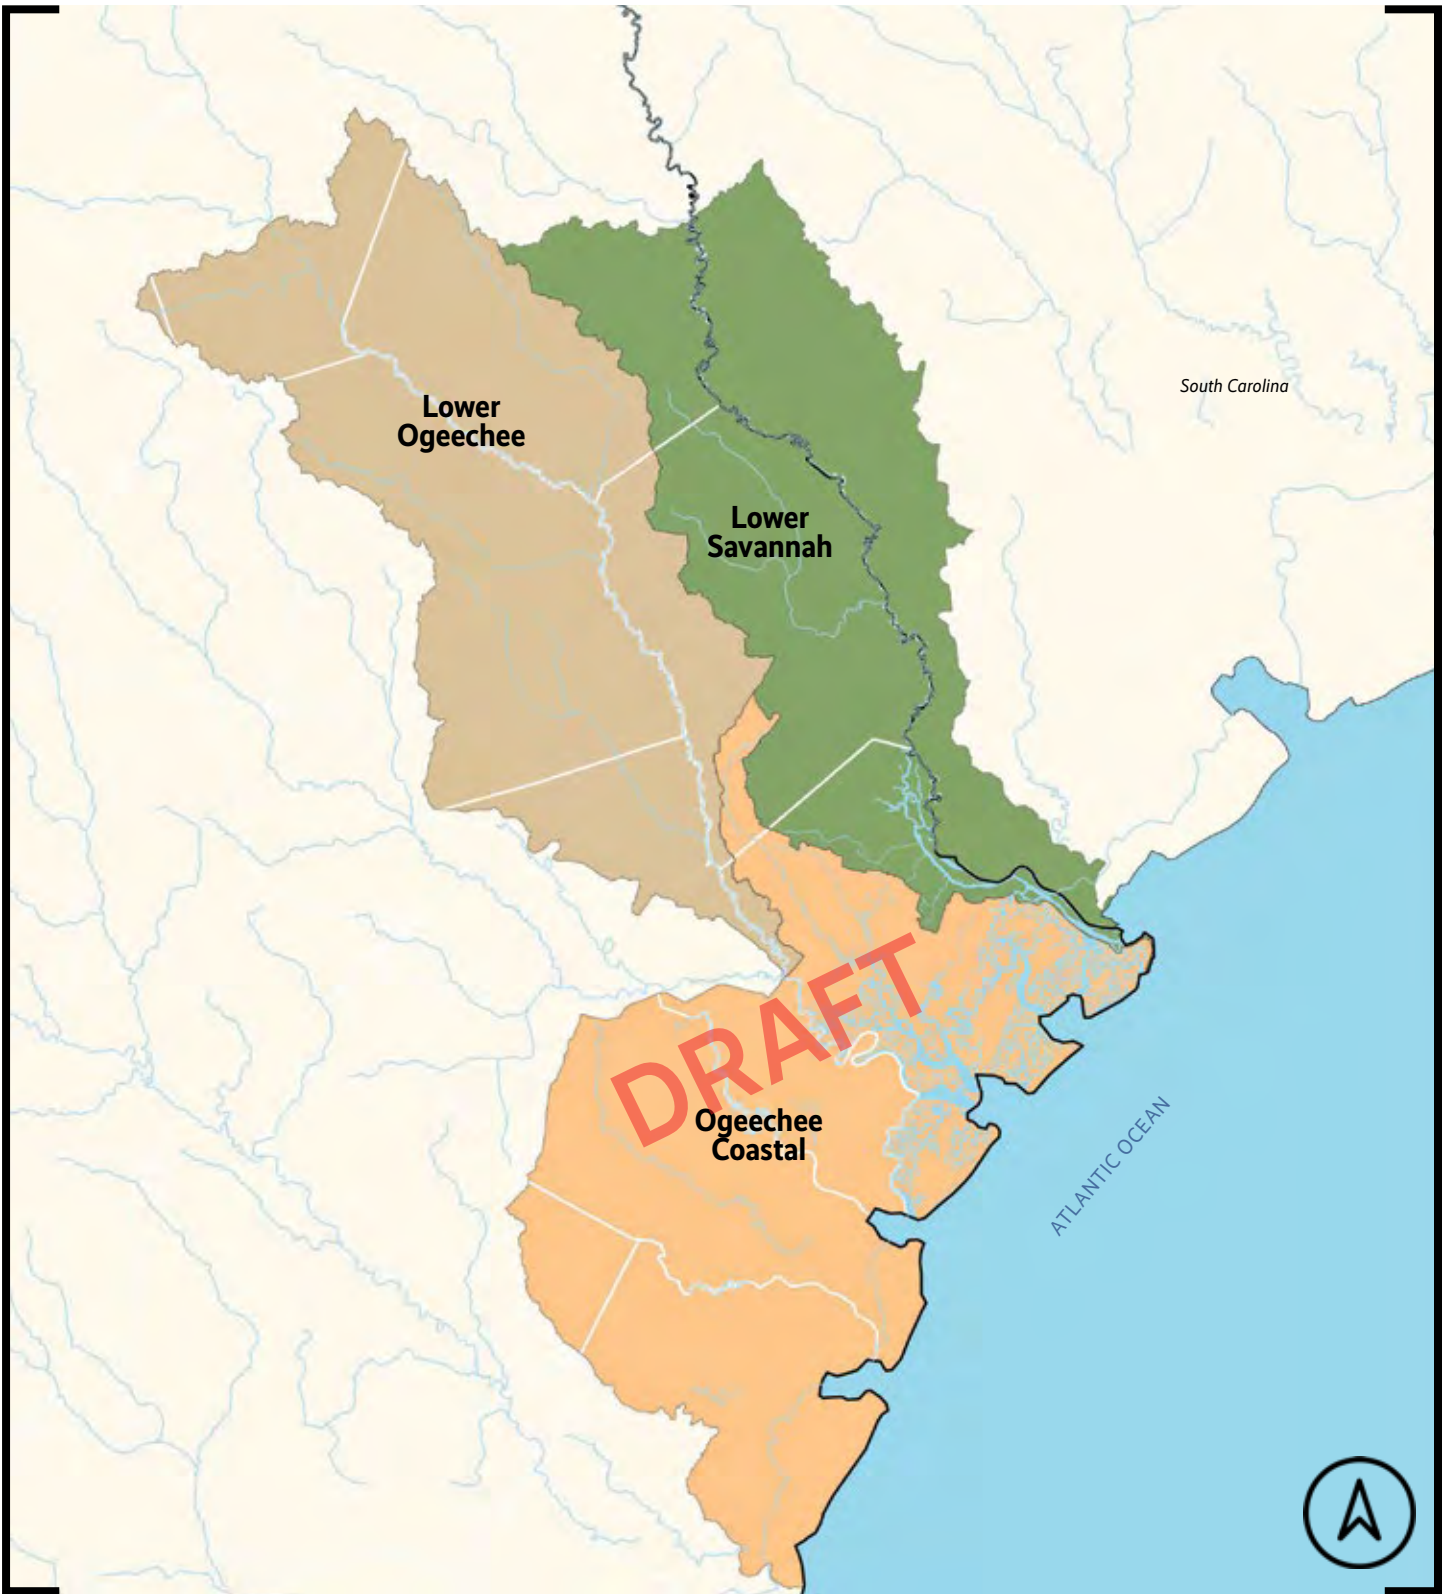 South Carolina
Lower
Ogeechee
Lower
Savannah
DRAFT
Ogeechee
Coastal
ATLANTIC OCEAN